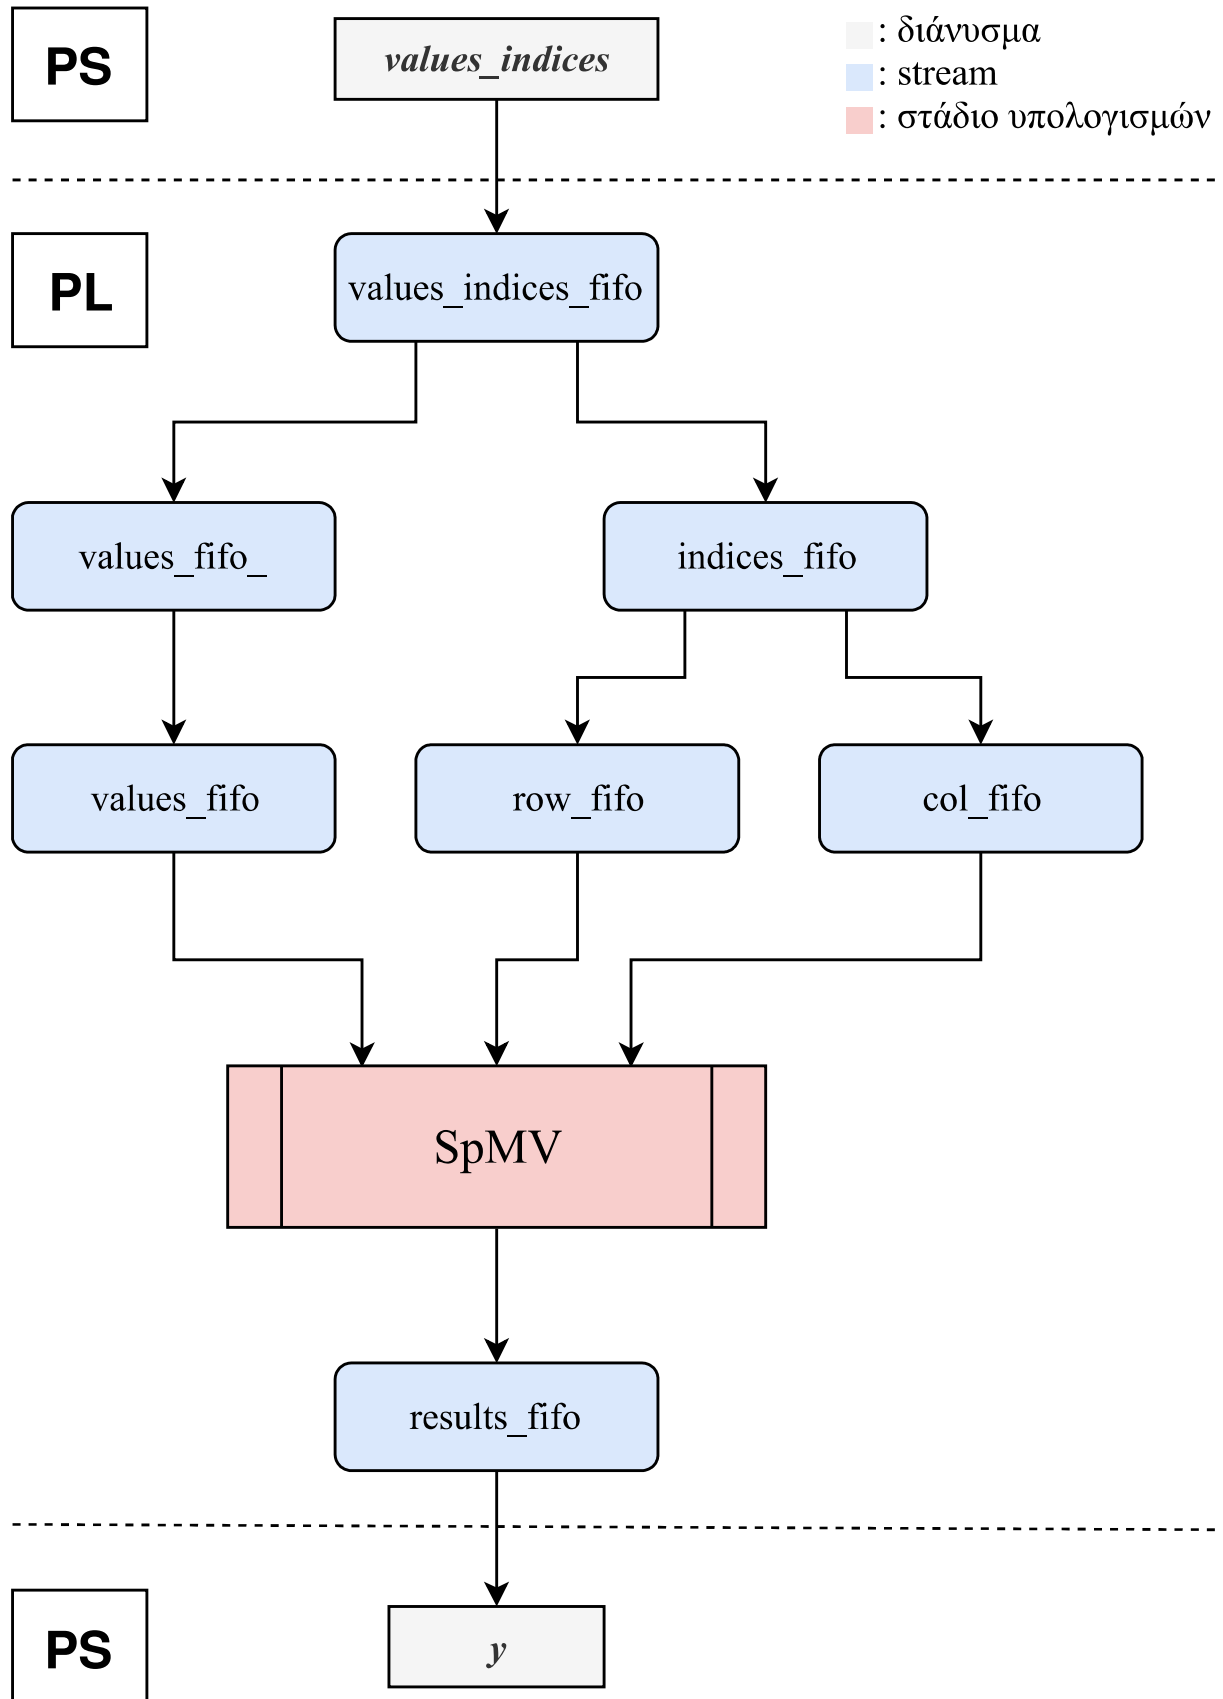 PS
values_indices
: διάνυσμα
: stream
: στάδιο υπολογισμών
PL
values_indices_fifo
values_fifo_
indices_fifo
values_fifo
row_fifo
col_fifo
SpMV
results_fifo
PS
y